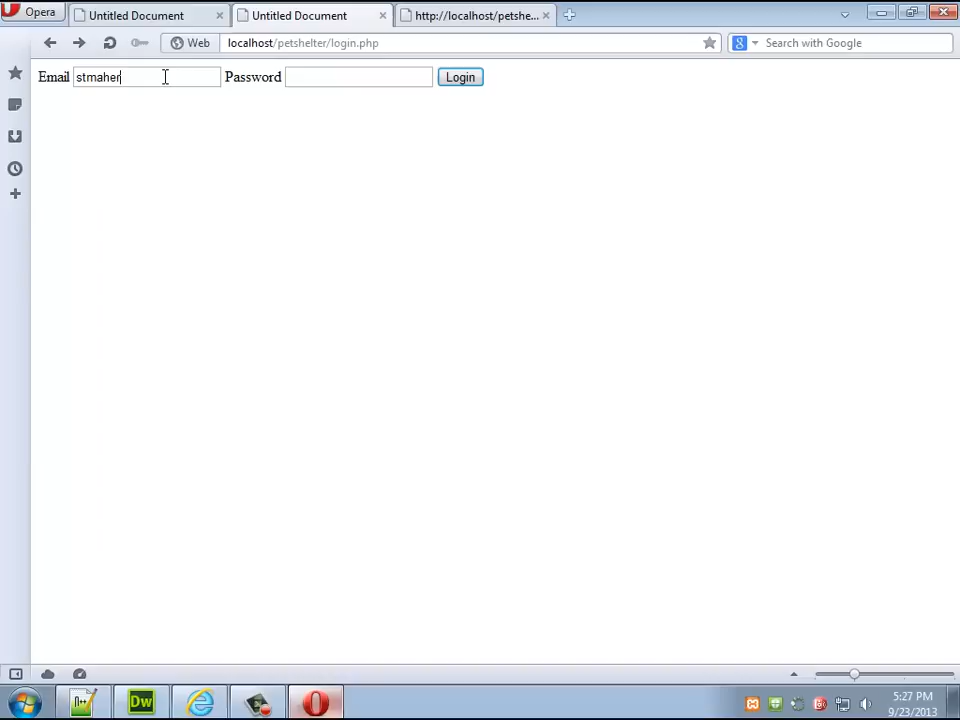 Opera Untitled Document Untitled Document http://localhost/petshe...
Web localhost/petshelter/login.php Search with Google
Email stmaher Password Login
5:27 PM
9/23/2013